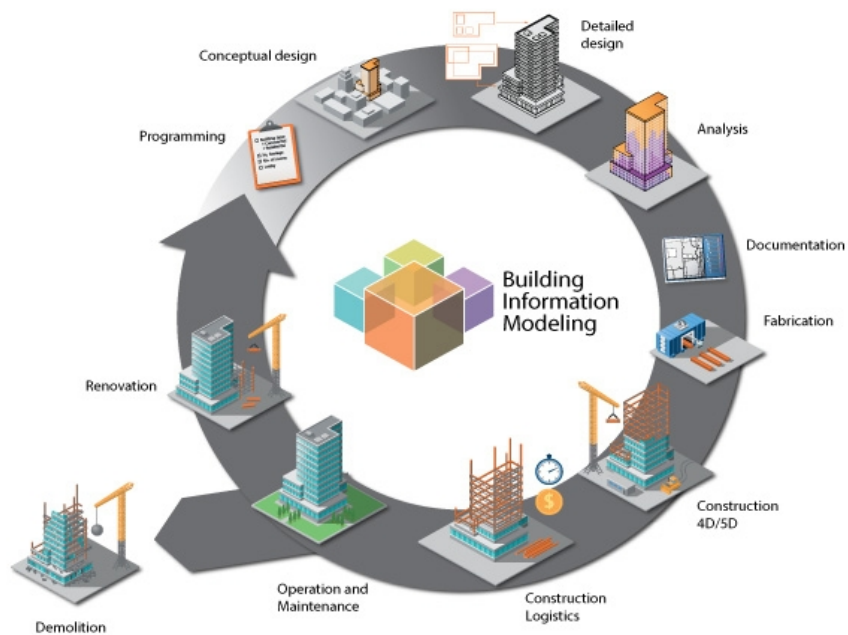 Conceptual design
Detailed
design
Programming
Analysis
Documentation
Building
Information
Modeling
Fabrication
Renovation
Construction
4D/5D
Operation and
Maintenance
Construction
Logistics
$
Demolition